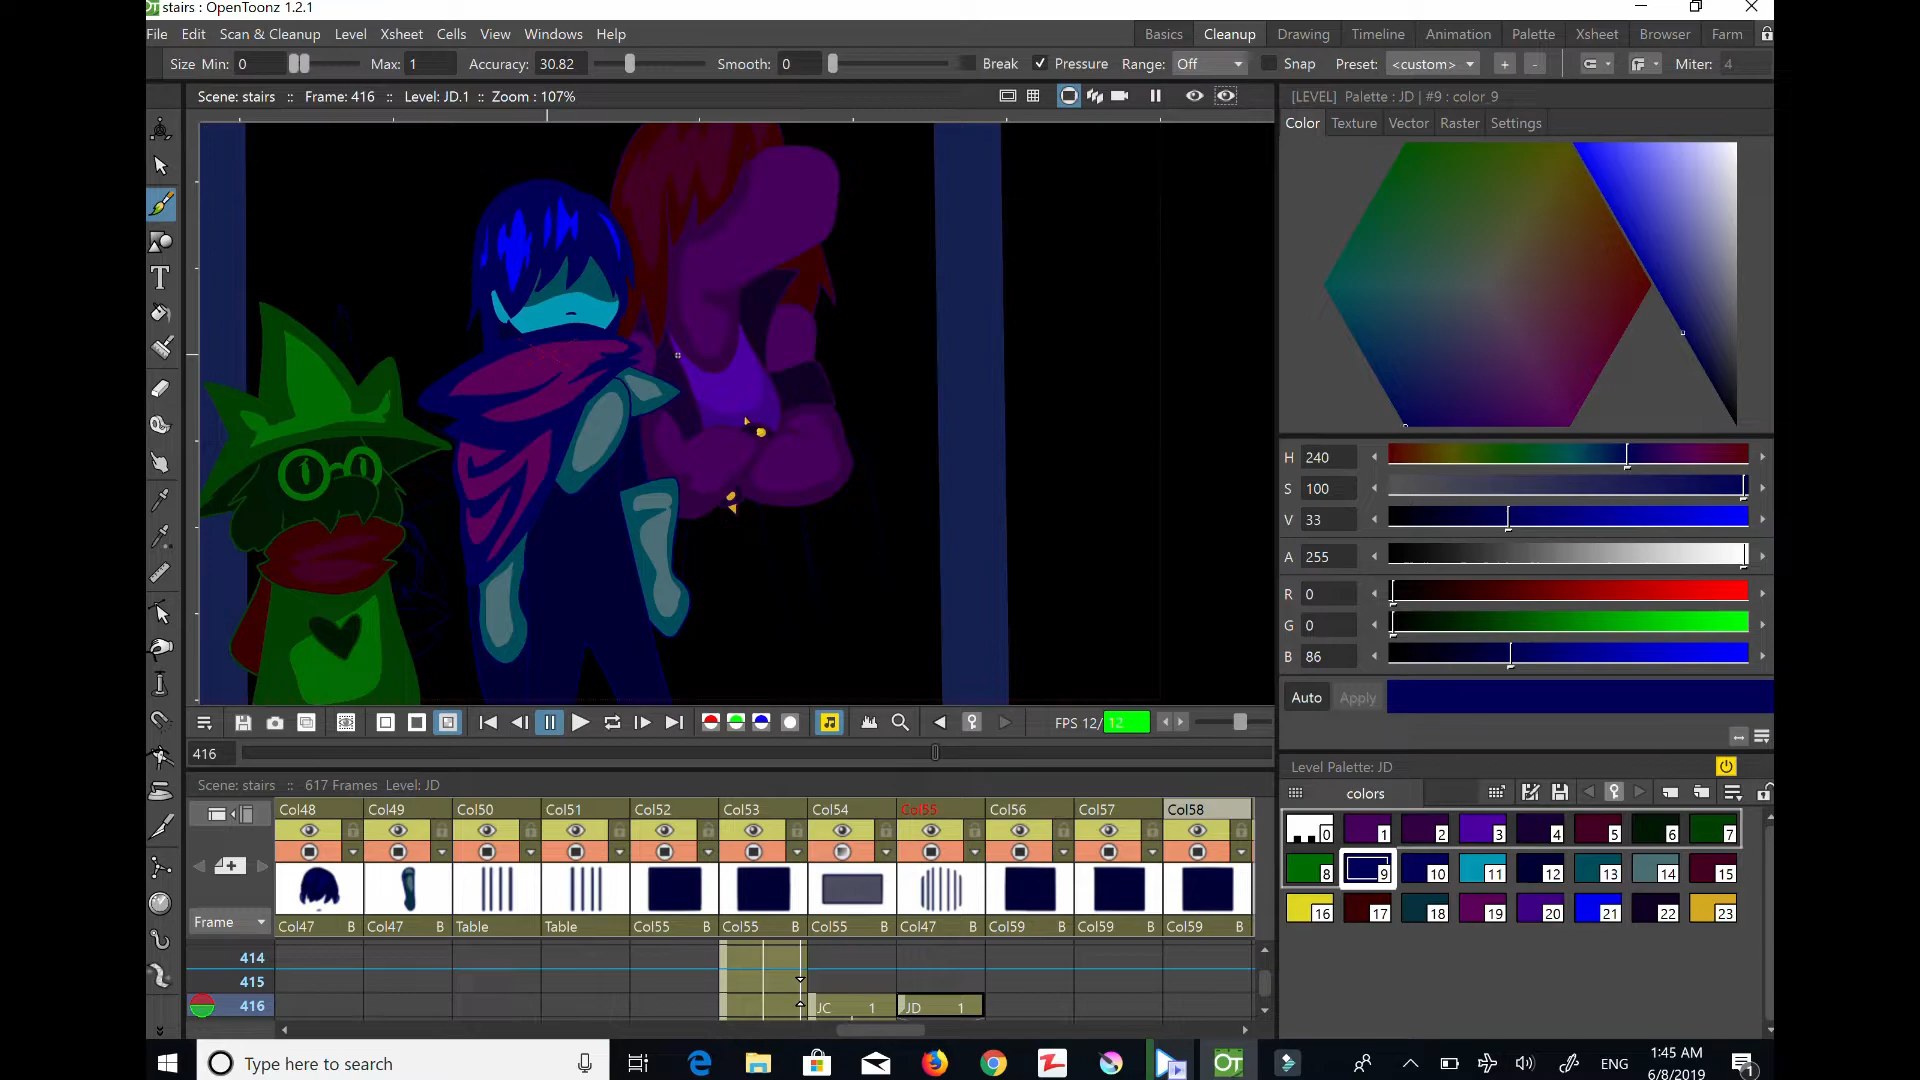 stairs : OpenToonz 1.2.1
File Edit Scan & Cleanup Level Xsheet Cells View Windows Help
Basics Cleanup Drawing Timeline Animation Palette Xsheet Browser Farm
Size Min: 0 Max: 1 Accuracy: 30.82 Smooth: 0 Break Pressure Range: Off Snap Preset: <custom> + - Miter: 4
Scene: stairs :: Frame: 416 :: Level: JD.1 :: Zoom : 107%
[LEVEL] Palette : JD | #9 : color_9
Color Texture Vector Raster Settings
H 240
S 100
V 33
A 255
R 0
G 0
B 86
Auto Apply
FPS 12/12
416
Scene: stairs :: 617 Frames Level: JD
Level Palette: JD
colors
Col48 Col49 Col50 Col51 Col52 Col53 Col54 Col55 Col56 Col57 Col58
0 1 2 3 4 5 6 7
8 9 10 11 12 13 14 15
16 17 18 19 20 21 22 23
Frame
Col47 B Col47 B Table Table Col55 B Col55 B Col55 B Col47 B Col59 B Col59 B Col59 B
414
415
416 JC 1 JD 1
Type here to search
OT
ENG
1:45 AM
6/8/2019
1